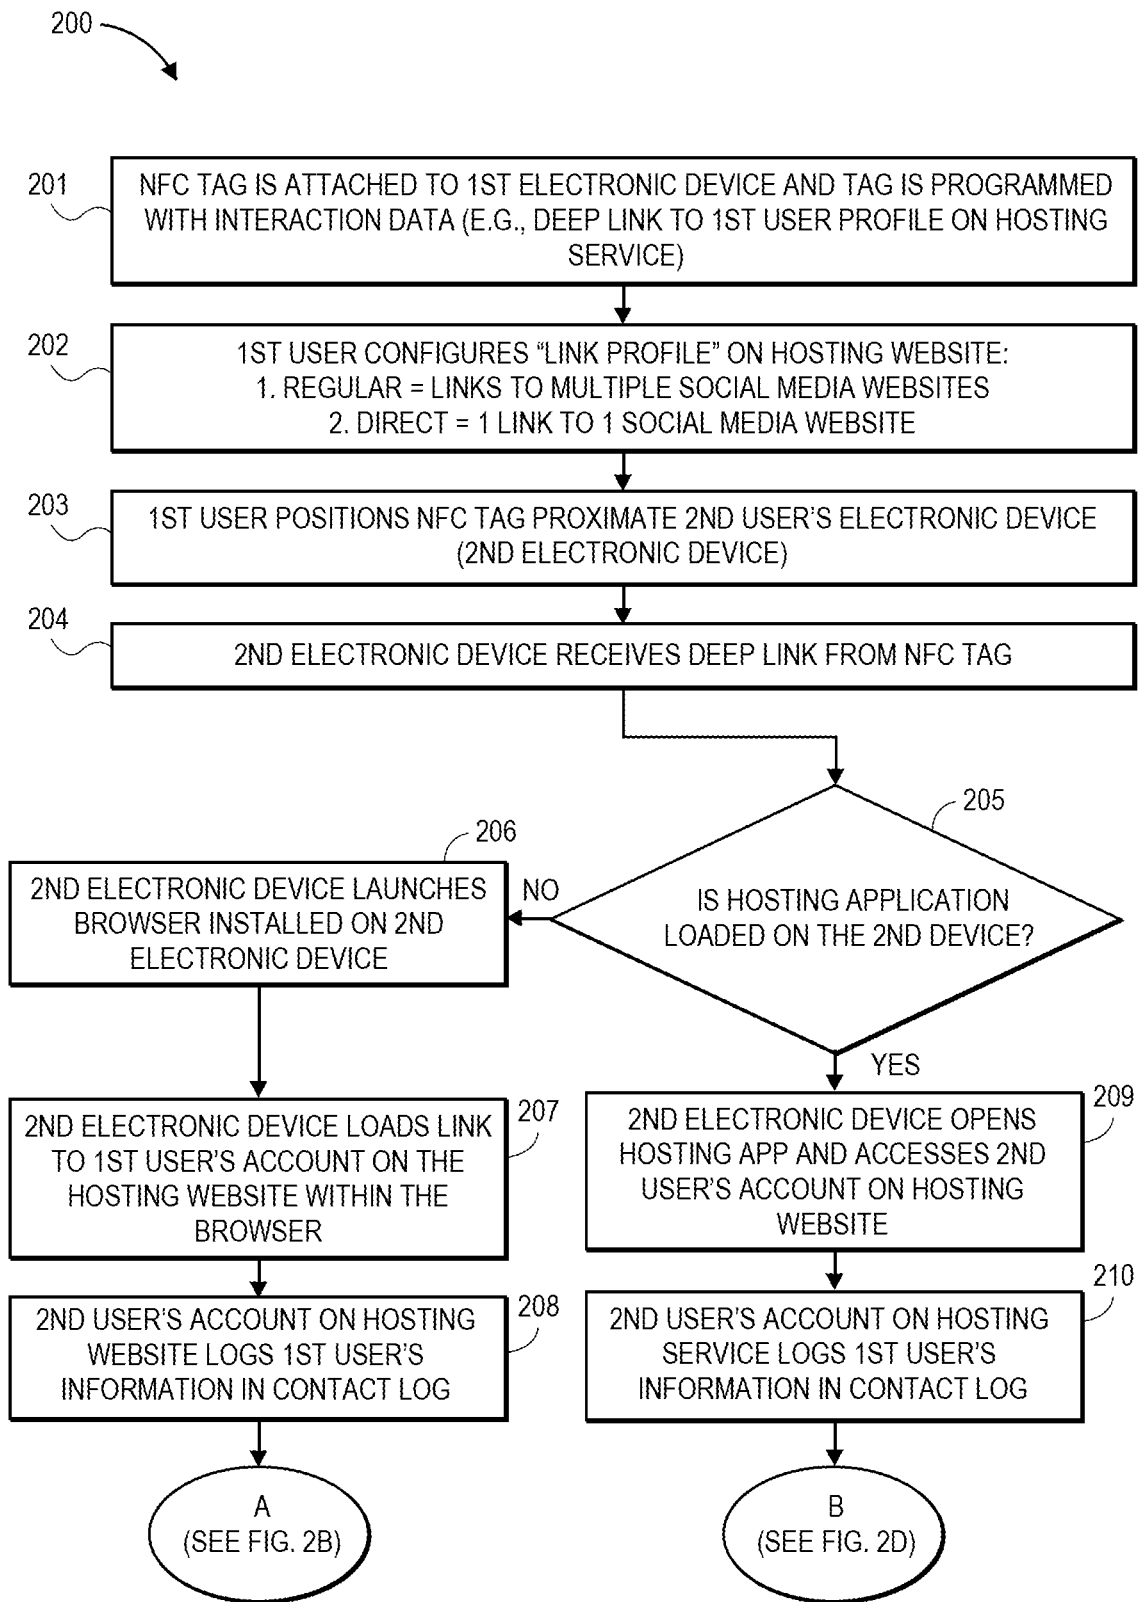 200
201
NFC TAG IS ATTACHED TO 1ST ELECTRONIC DEVICE AND TAG IS PROGRAMMED
WITH INTERACTION DATA (E.G., DEEP LINK TO 1ST USER PROFILE ON HOSTING
SERVICE)
202
1ST USER CONFIGURES “LINK PROFILE” ON HOSTING WEBSITE:
1. REGULAR = LINKS TO MULTIPLE SOCIAL MEDIA WEBSITES
2. DIRECT = 1 LINK TO 1 SOCIAL MEDIA WEBSITE
203
1ST USER POSITIONS NFC TAG PROXIMATE 2ND USER’S ELECTRONIC DEVICE
(2ND ELECTRONIC DEVICE)
204
2ND ELECTRONIC DEVICE RECEIVES DEEP LINK FROM NFC TAG
205
IS HOSTING APPLICATION
LOADED ON THE 2ND DEVICE?
NO
206
2ND ELECTRONIC DEVICE LAUNCHES
BROWSER INSTALLED ON 2ND
ELECTRONIC DEVICE
207
2ND ELECTRONIC DEVICE LOADS LINK
TO 1ST USER’S ACCOUNT ON THE
HOSTING WEBSITE WITHIN THE
BROWSER
208
2ND USER’S ACCOUNT ON HOSTING
WEBSITE LOGS 1ST USER’S
INFORMATION IN CONTACT LOG
A
(SEE FIG. 2B)
YES
209
2ND ELECTRONIC DEVICE OPENS
HOSTING APP AND ACCESSES 2ND
USER’S ACCOUNT ON HOSTING
WEBSITE
210
2ND USER’S ACCOUNT ON HOSTING
SERVICE LOGS 1ST USER’S
INFORMATION IN CONTACT LOG
B
(SEE FIG. 2D)